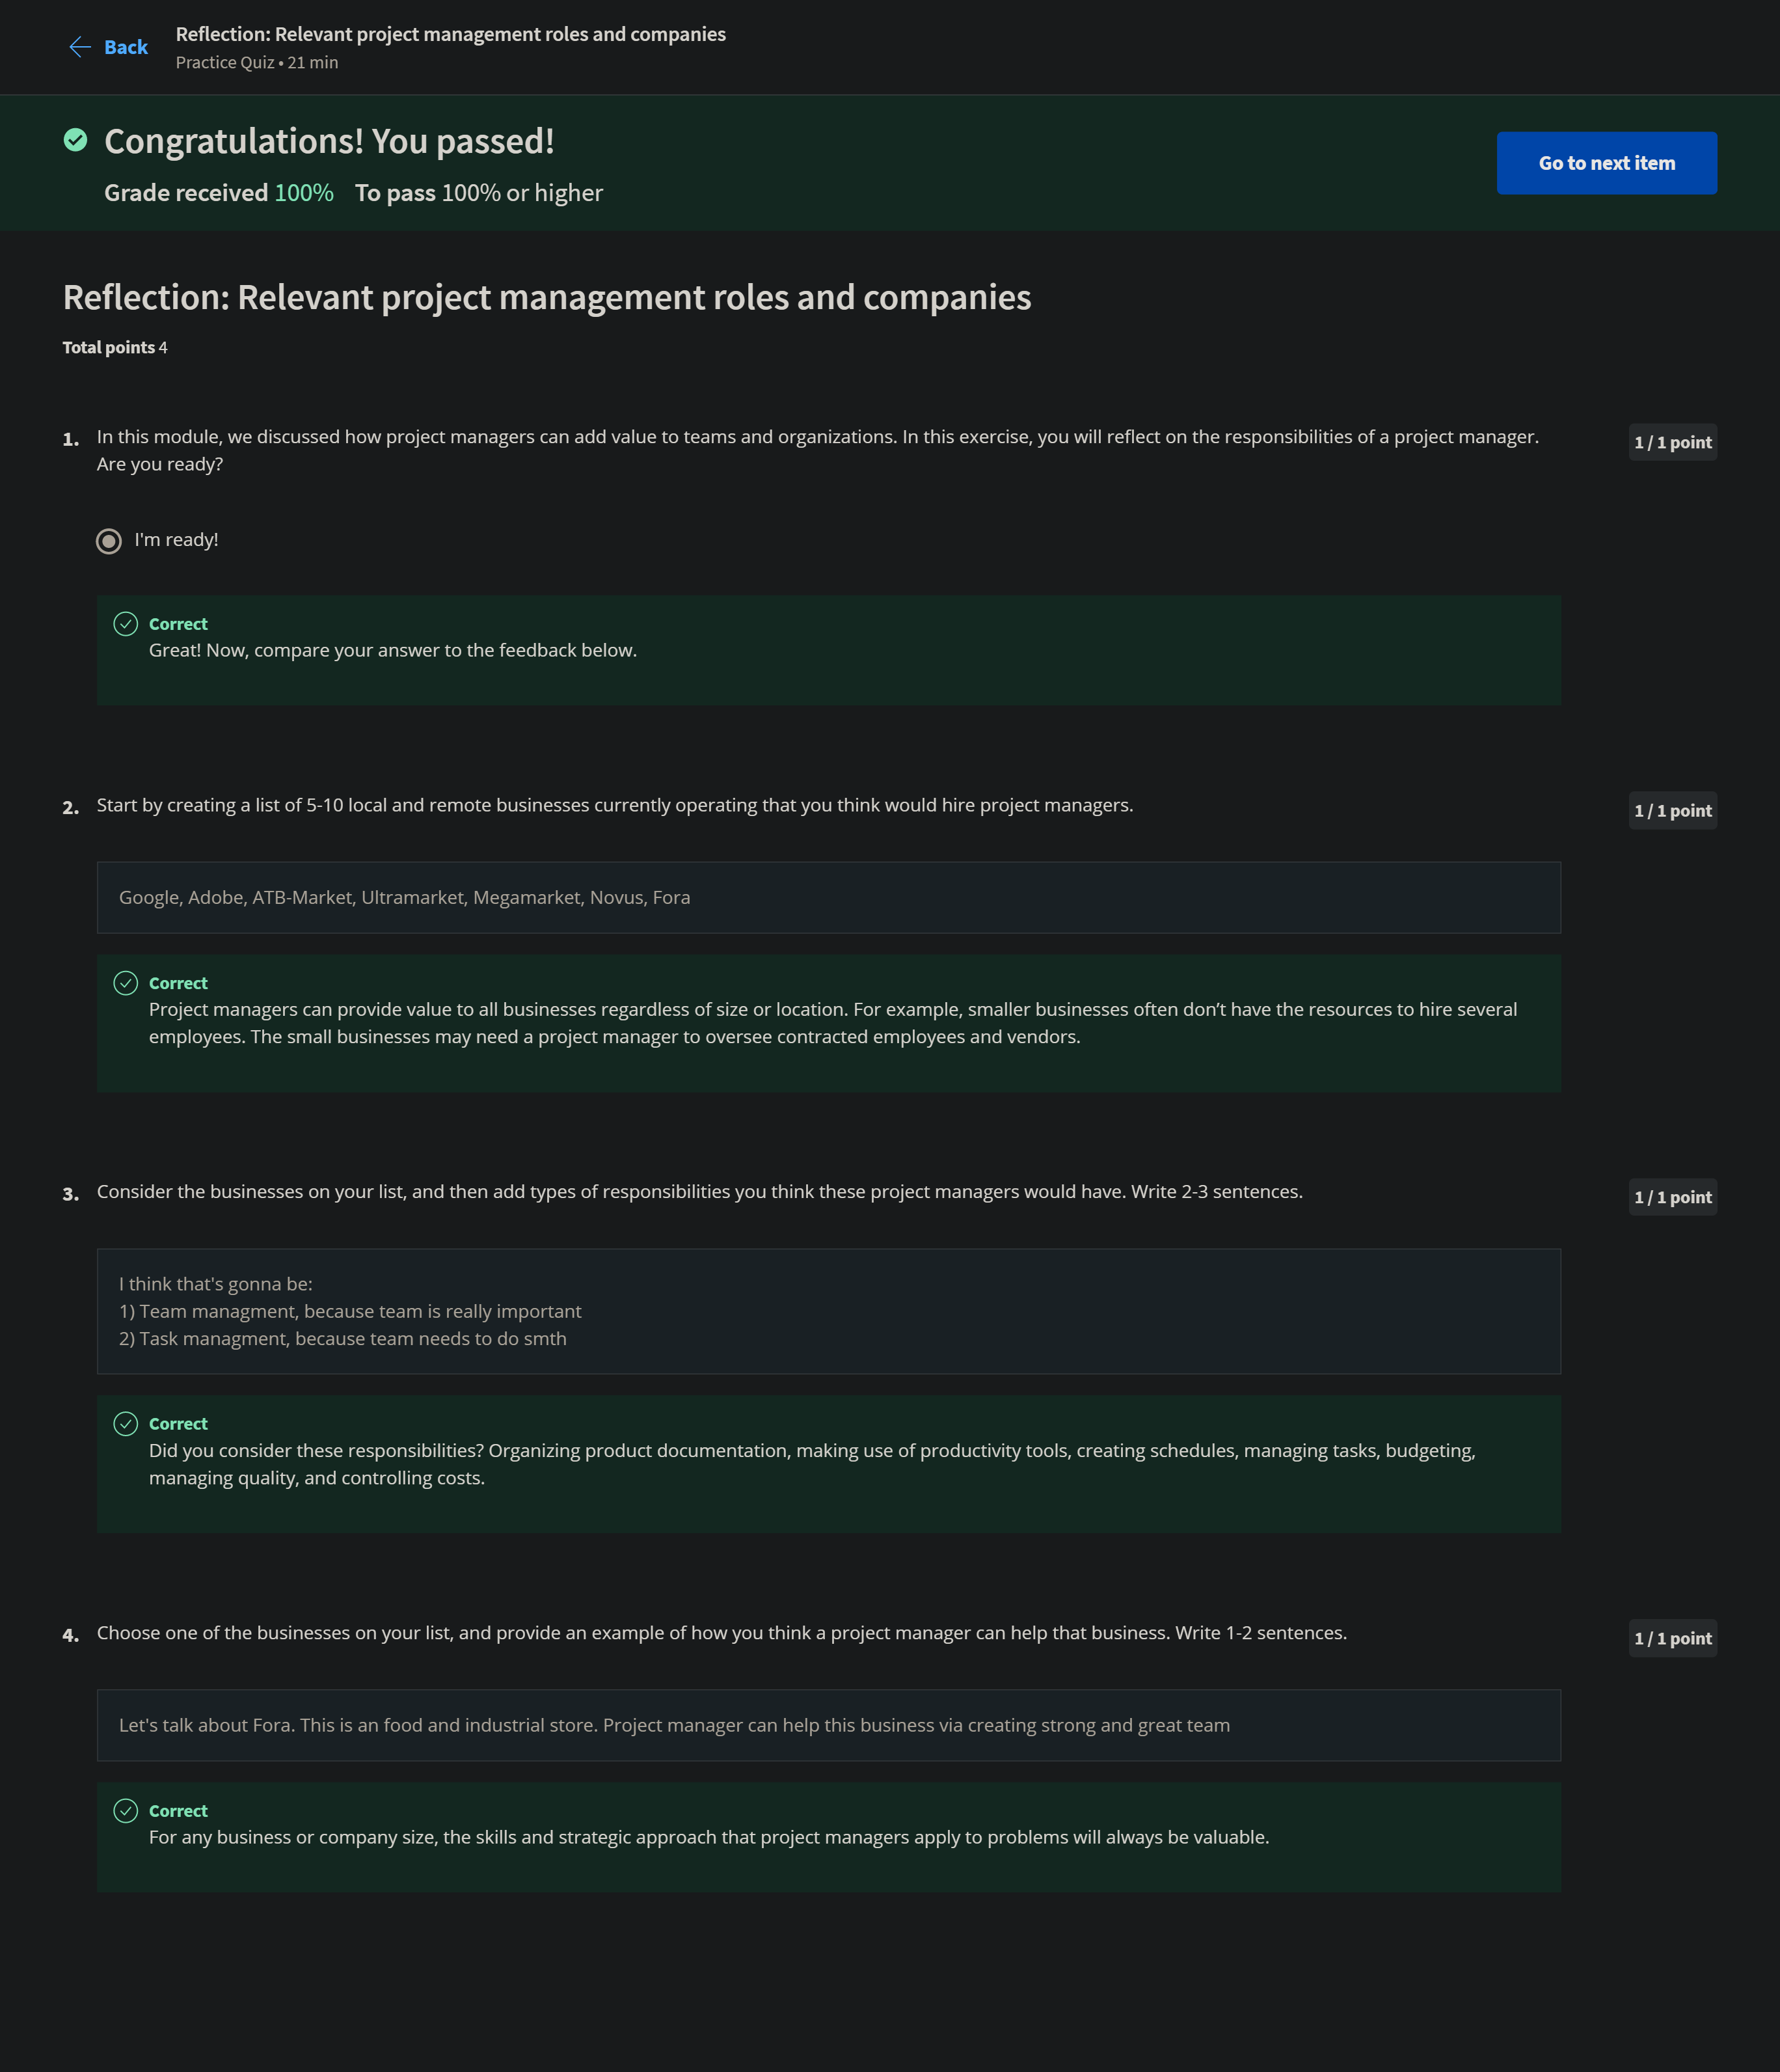 Back
Reflection: Relevant project management roles and companies
Practice Quiz • 21 min
Congratulations! You passed!
Grade received 100% To pass 100% or higher
Go to next item
Reflection: Relevant project management roles and companies
Total points 4
1. In this module, we discussed how project managers can add value to teams and organizations. In this exercise, you will reflect on the responsibilities of a project manager.
Are you ready?
1 / 1 point
I'm ready!
Correct
Great! Now, compare your answer to the feedback below.
2. Start by creating a list of 5-10 local and remote businesses currently operating that you think would hire project managers.
1 / 1 point
Google, Adobe, ATB-Market, Ultramarket, Megamarket, Novus, Fora
Correct
Project managers can provide value to all businesses regardless of size or location. For example, smaller businesses often don’t have the resources to hire several
employees. The small businesses may need a project manager to oversee contracted employees and vendors.
3. Consider the businesses on your list, and then add types of responsibilities you think these project managers would have. Write 2-3 sentences.
1 / 1 point
I think that's gonna be:
1) Team managment, because team is really important
2) Task managment, because team needs to do smth
Correct
Did you consider these responsibilities? Organizing product documentation, making use of productivity tools, creating schedules, managing tasks, budgeting,
managing quality, and controlling costs.
4. Choose one of the businesses on your list, and provide an example of how you think a project manager can help that business. Write 1-2 sentences.
1 / 1 point
Let's talk about Fora. This is an food and industrial store. Project manager can help this business via creating strong and great team
Correct
For any business or company size, the skills and strategic approach that project managers apply to problems will always be valuable.